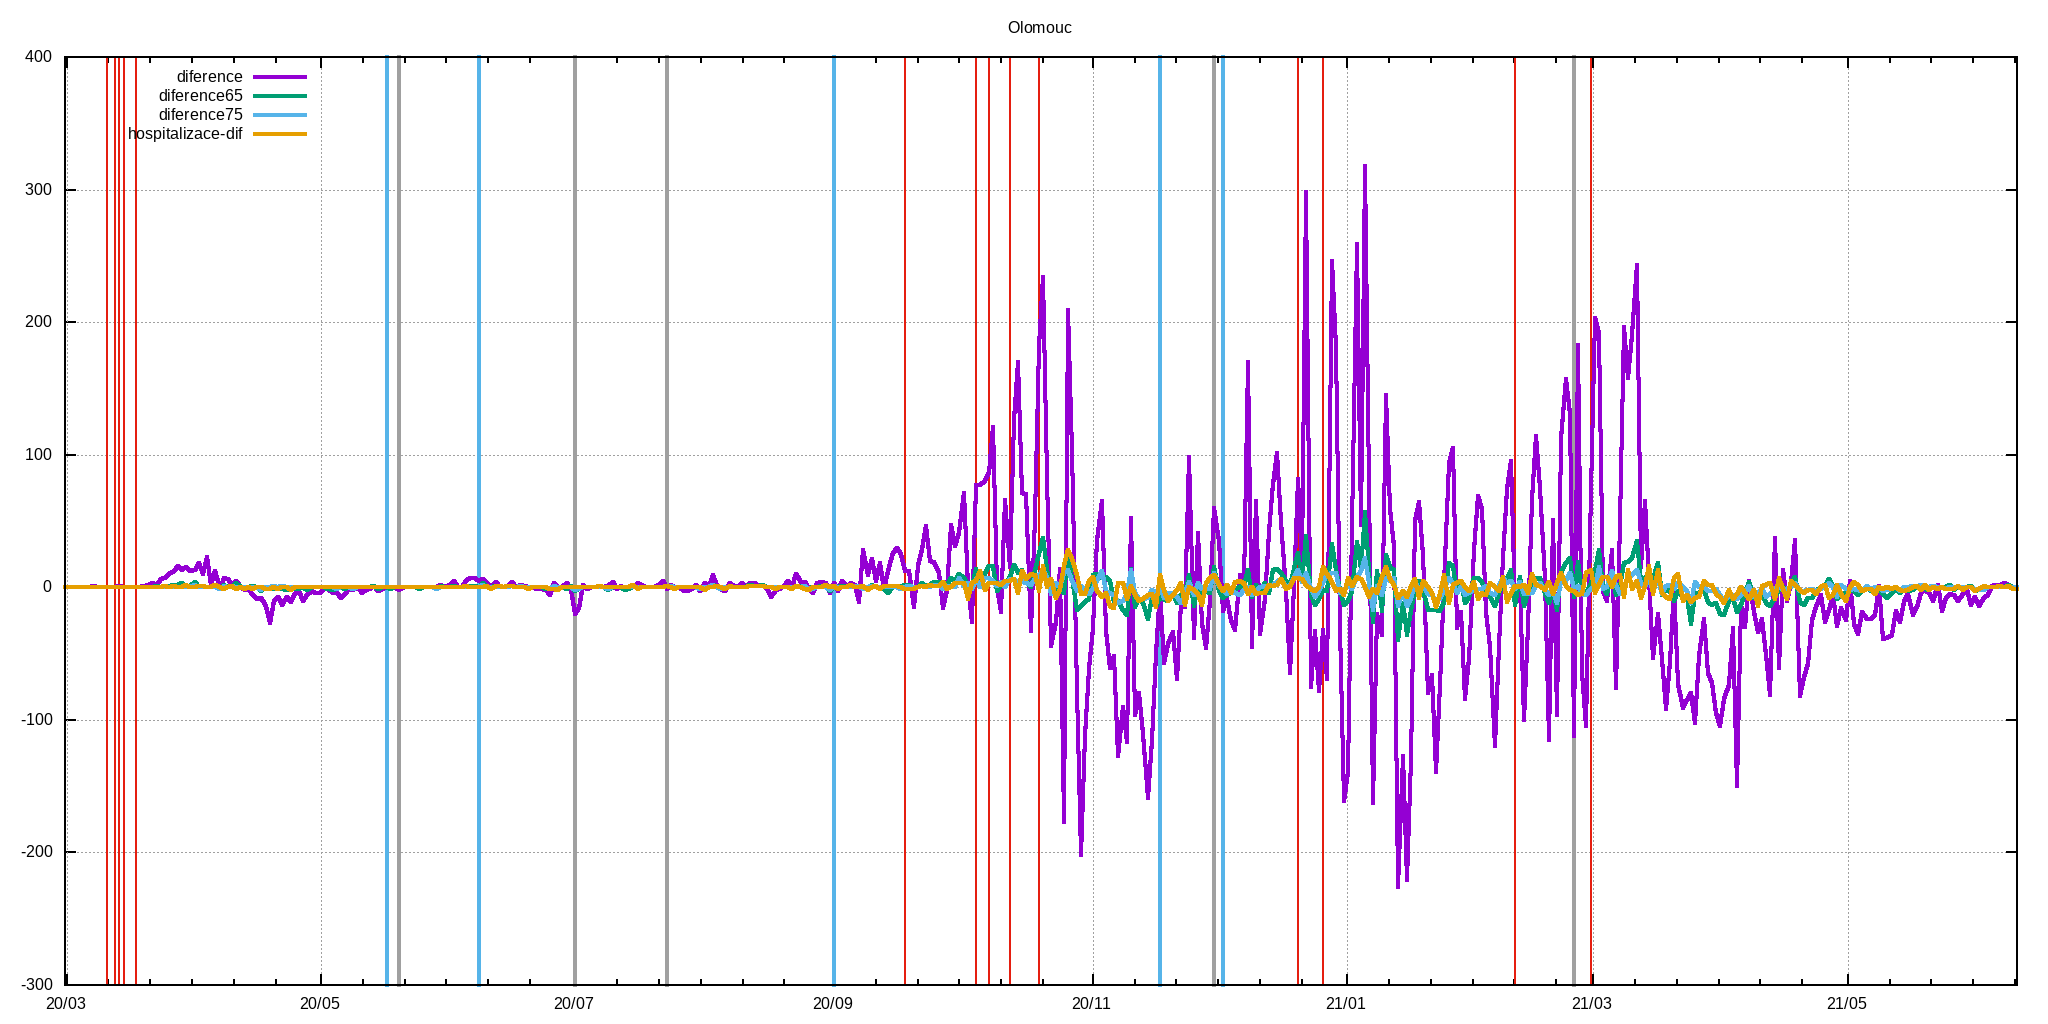 Olomouc
400
300
200
100
0
-100
-200
-300
diference
diference65
diference75
hospitalizace-dif
20/03 20/05 20/07 20/09 20/11 21/01 21/03 21/05